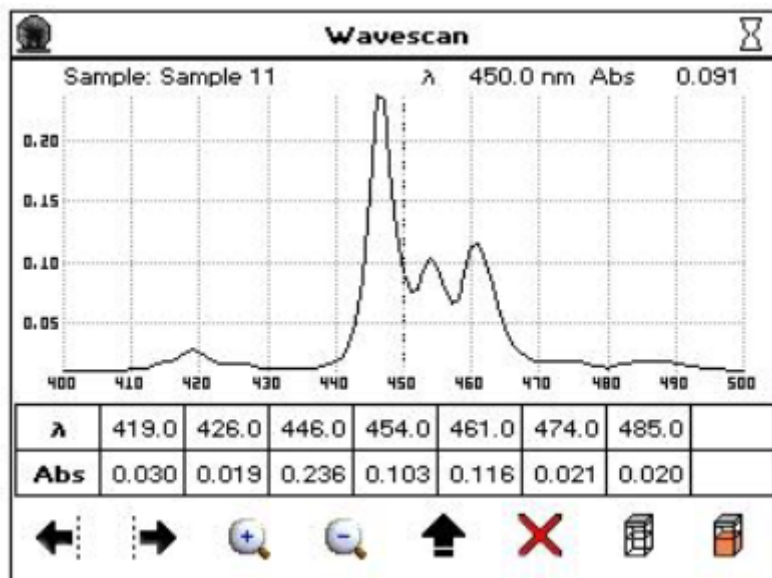 Wavescan
Sample: Sample 11 λ 450.0 nm Abs 0.091
0.20
0.15
0.10
0.05
400 410 420 430 440 450 460 470 480 490 500
λ 419.0 426.0 446.0 454.0 461.0 474.0 485.0
Abs 0.030 0.019 0.236 0.103 0.116 0.021 0.020